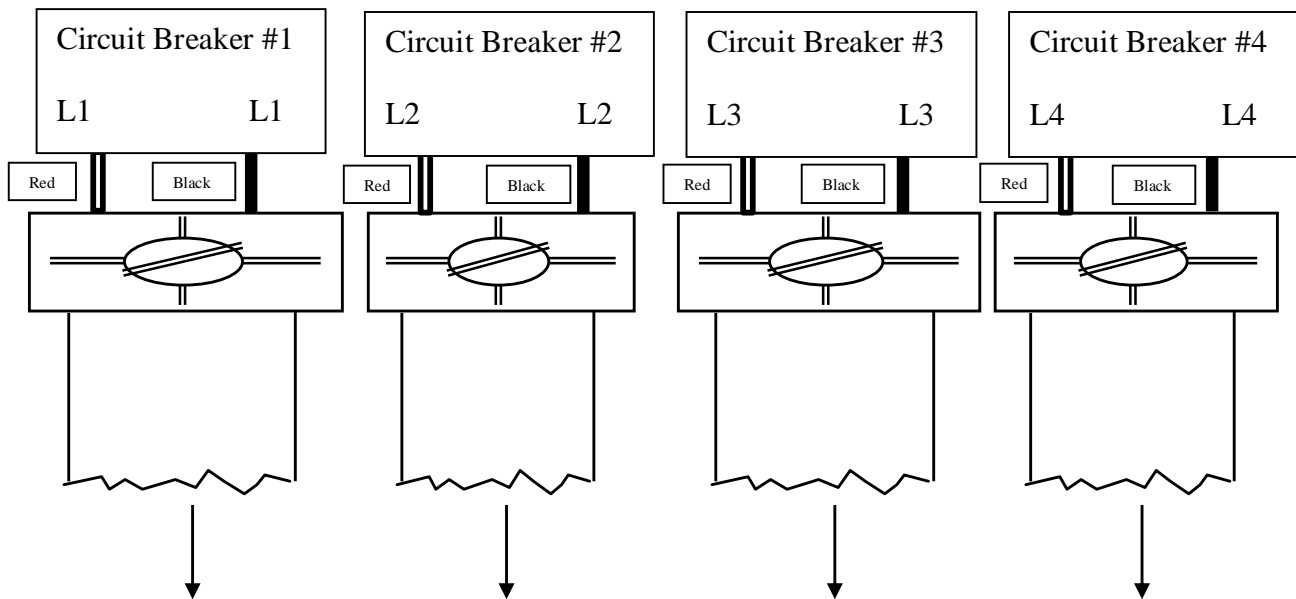 Circuit Breaker #1
L1 L1
Red
Black
Circuit Breaker #2
L2 L2
Red
Black
Circuit Breaker #3
L3 L3
Red
Black
Circuit Breaker #4
L4 L4
Red
Black